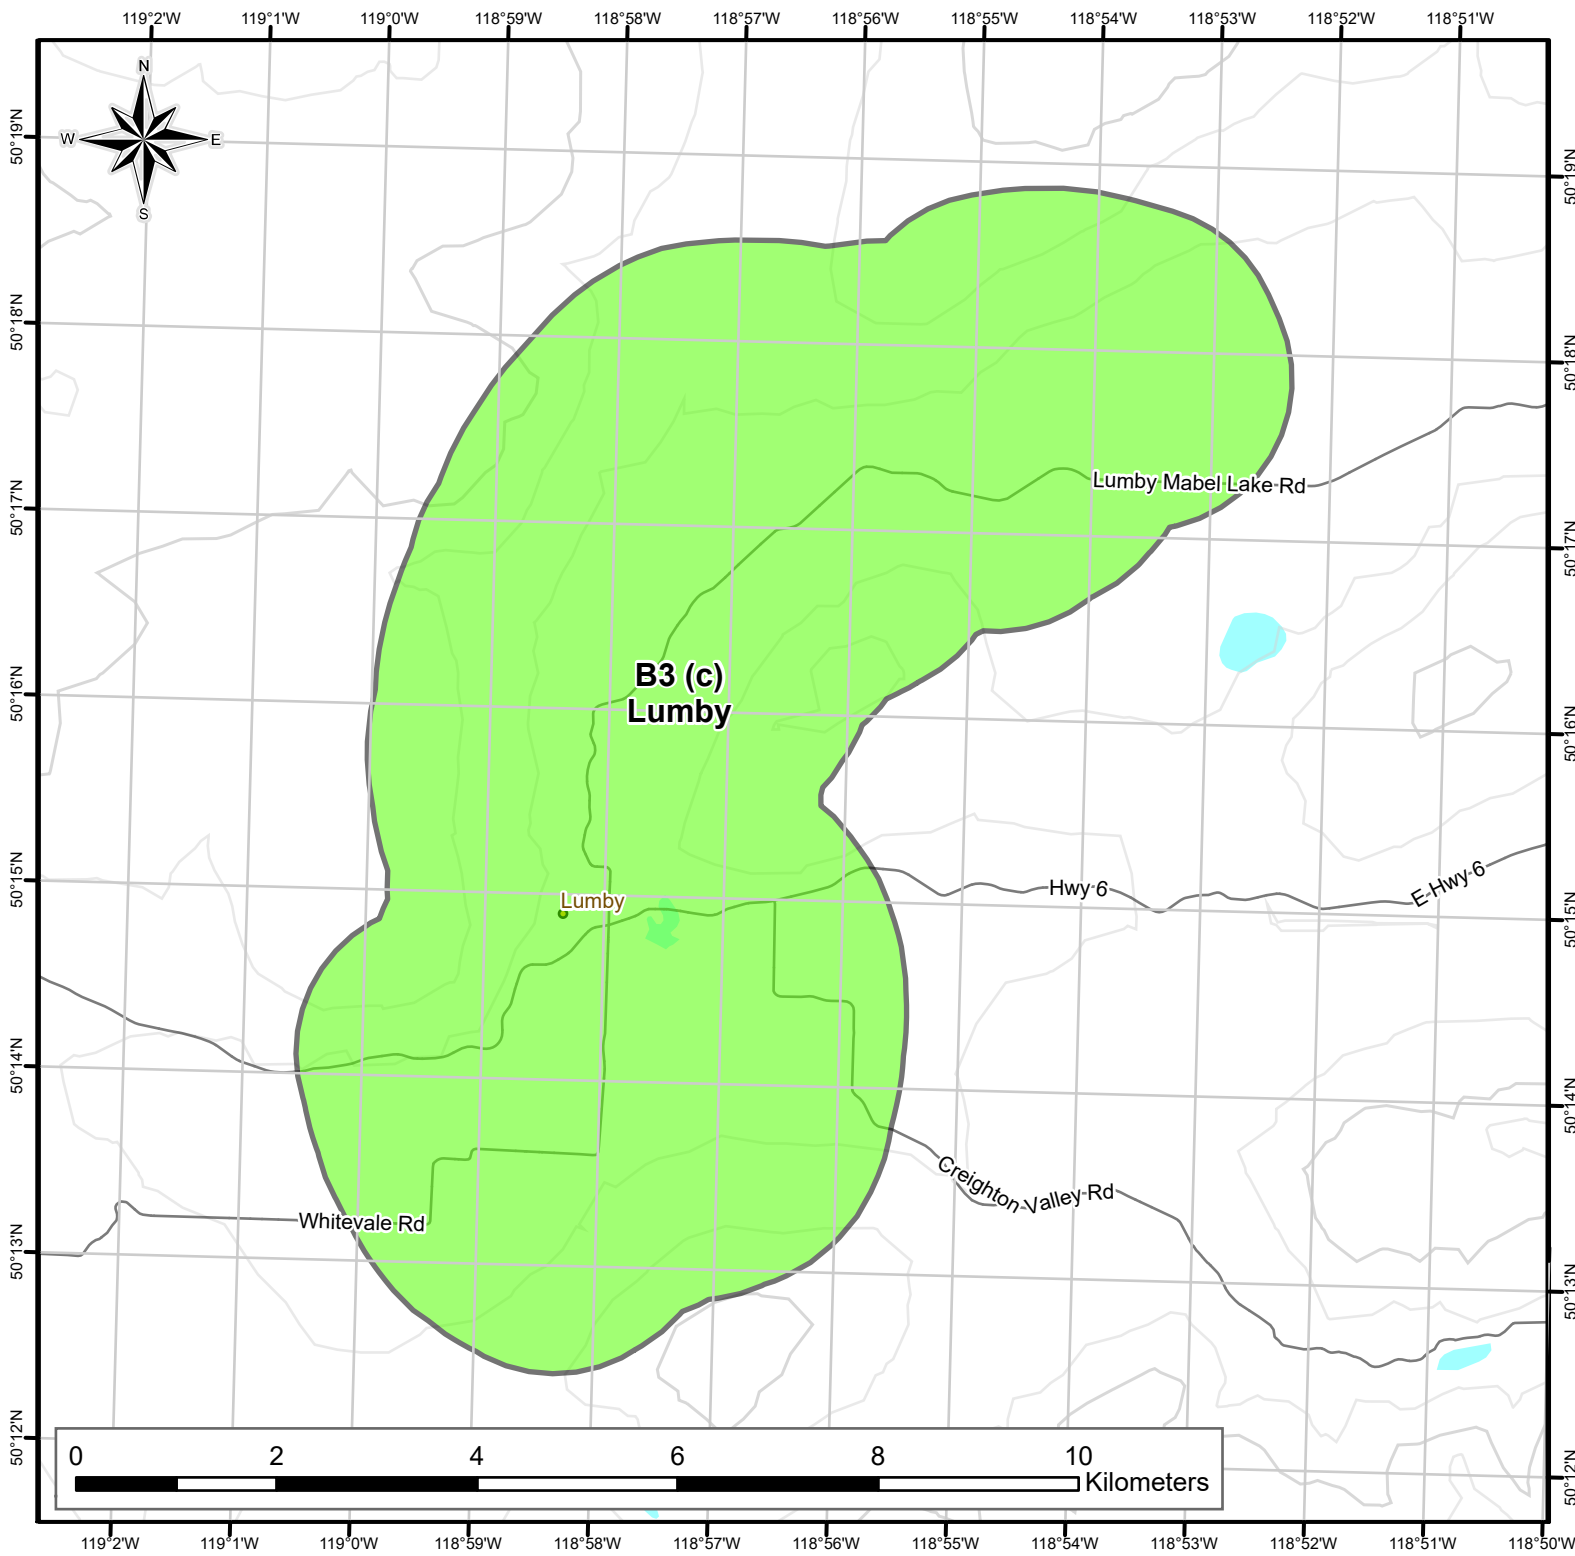 119°2'W 119°1'W 119°0'W 118°59'W 118°58'W 118°57'W 118°56'W 118°55'W 118°54'W 118°53'W 118°52'W 118°51'W
N
W E
S
50°19'N
50°19'N
50°18'N
50°18'N
Lumby Mabel Lake Rd
50°17'N
50°17'N
B3 (c)
Lumby
50°16'N
50°16'N
50°15'N
Lumby
Hwy 6
E Hwy 6
50°15'N
50°14'N
50°14'N
Creighton Valley Rd
Whitevale Rd
50°13'N
50°13'N
50°12'N
50°12'N
0 2 4 6 8 10
Kilometers
119°2'W 119°1'W 119°0'W 118°59'W 118°58'W 118°57'W 118°56'W 118°55'W 118°54'W 118°53'W 118°52'W 118°51'W 118°50'W